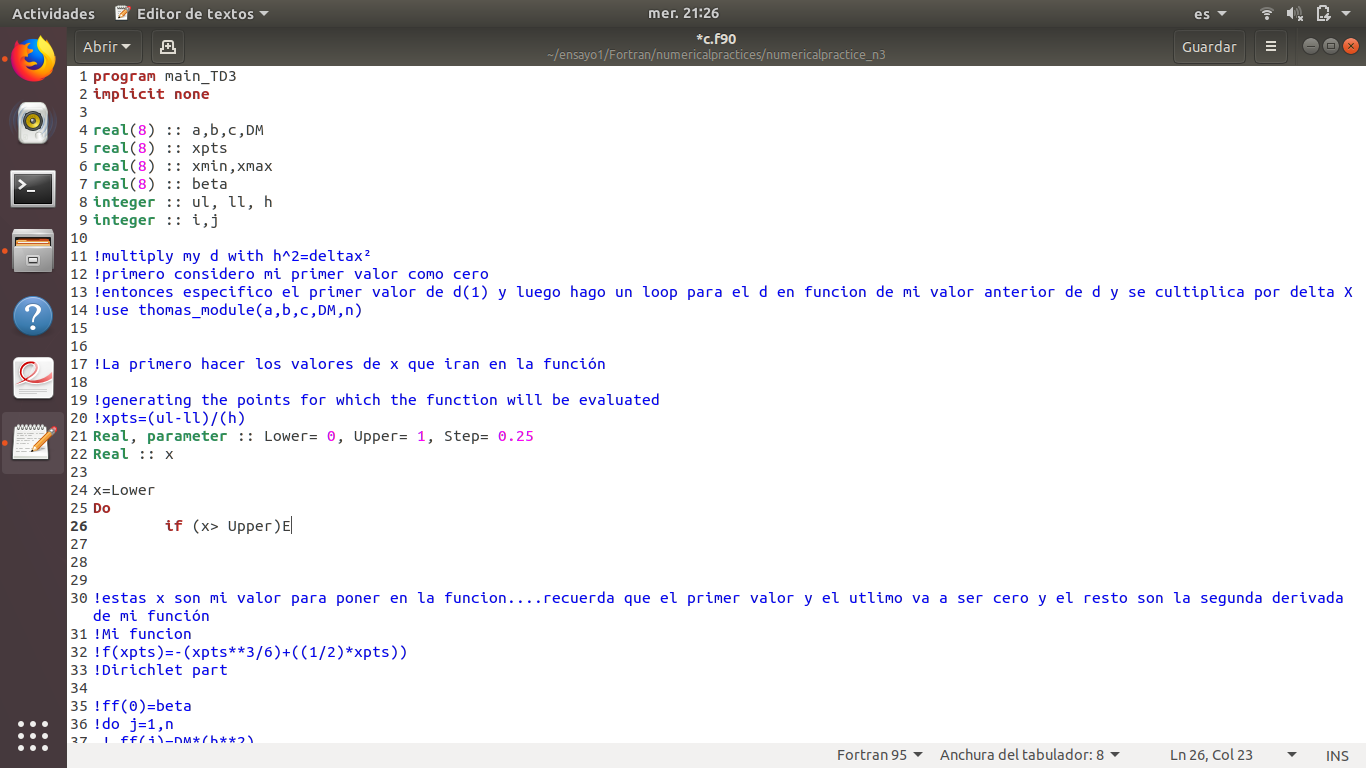 Actividades Editor de textos mer. 21:26 es
Abrir *c.f90 Guardar
~/ensayo1/Fortran/numericalpractices/numericalpractice_n3
1 program main_TD3
2 implicit none
3
4 real(8) :: a,b,c,DM
5 real(8) :: xpts
6 real(8) :: xmin,xmax
7 real(8) :: beta
8 integer :: ul, ll, h
9 integer :: i,j
10
11 !multiply my d with h^2=deltax²
12 !primero considero mi primer valor como cero
13 !entonces especifico el primer valor de d(1) y luego hago un loop para el d en funcion de mi valor anterior de d y se cultiplica por delta X
14 !use thomas_module(a,b,c,DM,n)
15
16
17 !La primero hacer los valores de x que iran en la función
18
19 !generating the points for which the function will be evaluated
20 !xpts=(ul-ll)/(h)
21 Real, parameter :: Lower= 0, Upper= 1, Step= 0.25
22 Real :: x
23
24 x=Lower
25 Do
26 if (x> Upper)E
27
28
29
30 !estas x son mi valor para poner en la funcion....recuerda que el primer valor y el utlimo va a ser cero y el resto son la segunda derivada
de mi función
31 !Mi funcion
32 !f(xpts)=-(xpts**3/6)+((1/2)*xpts))
33 !Dirichlet part
34
35 !ff(0)=beta
36 !do j=1,n
37 ! ff(j)=DM*(h**2)
Fortran 95 Anchura del tabulador: 8 Ln 26, Col 23 INS